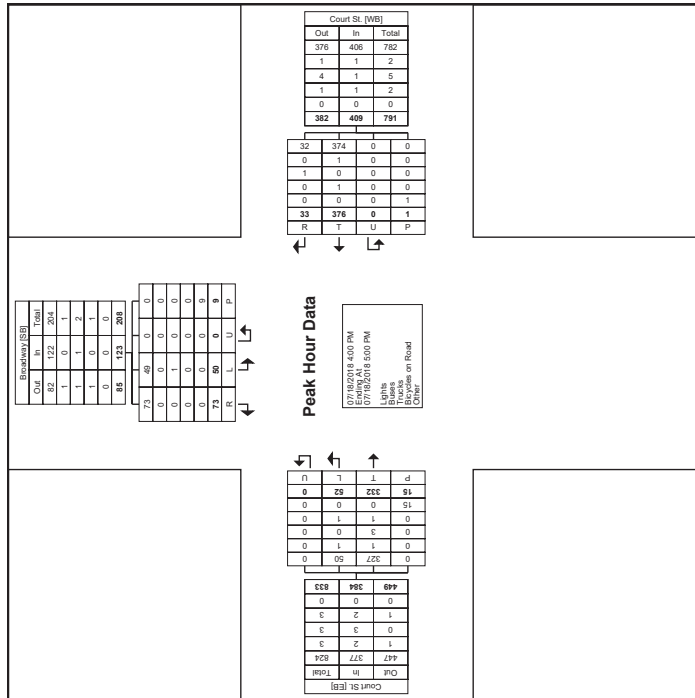 Court St. [WB]
Out In Total
376 406 782
1 1 2
4 1 5
1 1 2
0 0 0
382 409 791
32 374 0 0
0 1 0 0
1 0 0 0
0 1 0 0
0 0 0 1
33 376 0 1
R T U P
Broadway [SB]
Out In Total
82 122 204
1 0 1
1 1 2
1 0 1
0 0 0
85 123 208
73 49 0 0
0 0 0 0
0 1 0 0
0 0 0 0
0 0 0 9
73 50 0 9
R L U P
Peak Hour Data
07/18/2018 4:00 PM
Ending At
07/18/2018 5:00 PM
Lights
Buses
Trucks
Bicycles on Road
Other
Court St. [EB]
Out In Total
447 377 824
1 2 3
0 3 3
1 2 3
0 0 0
449 384 833
0 327 50 0
0 1 1 0
0 3 0 0
0 1 1 0
15 0 0 0
15 332 52 0
P T L U